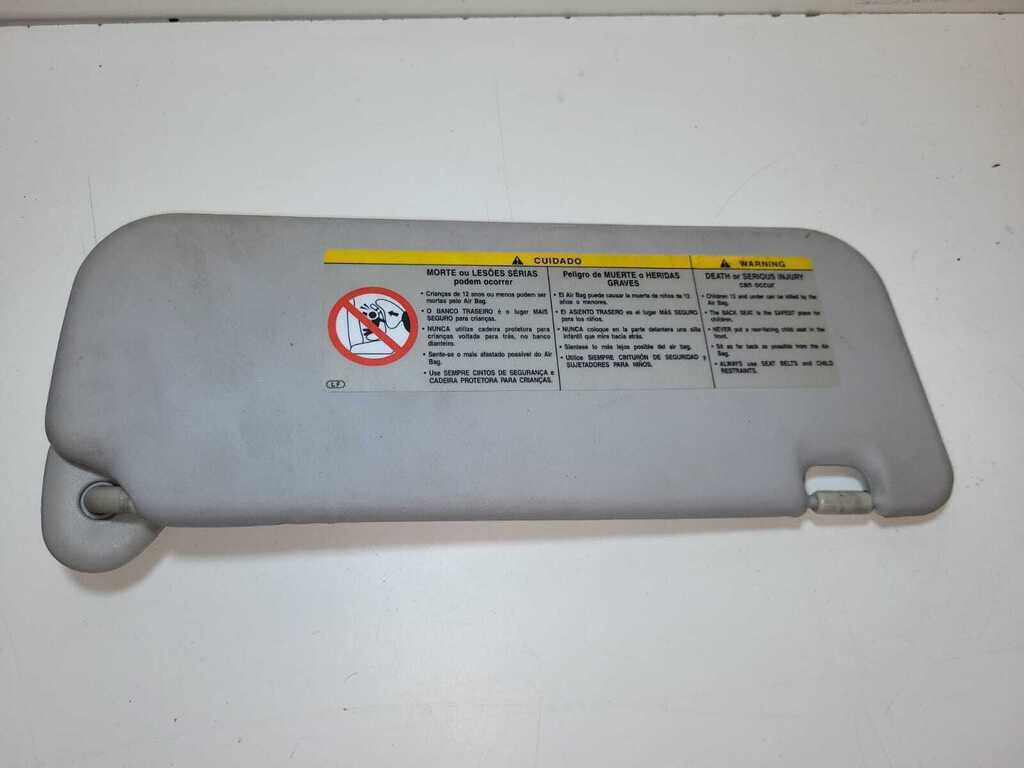 CUIDADO
MORTE ou LESÕES SÉRIAS
podem ocorrer
• Crianças de 12 anos ou menos podem ser
mortas pelo Air Bag.
• O BANCO TRASEIRO é o lugar MAIS
SEGURO para crianças.
• NUNCA utilize cadeira protetora para
crianças voltada para trás, no banco
dianteiro.
• Sente-se o mais afastado possível do Air
Bag.
• Use SEMPRE CINTOS DE SEGURANÇA e
CADEIRA PROTETORA PARA CRIANÇAS.
Peligro de MUERTE o HERIDAS
GRAVES
• El Air Bag puede causar la muerte de niños de 12
años o menores.
• El ASIENTO TRASERO es el lugar MÁS SEGURO
para los niños.
• NUNCA coloque en la parte delantera una silla
infantil que mire hacia atrás.
• Siéntese lo más lejos posible del air bag.
• Utilice SIEMPRE CINTURÓN DE SEGURIDAD y
SUJETADORES PARA NIÑOS.
WARNING
DEATH or SERIOUS INJURY
can occur
• Children 12 and under can be killed by the
Air Bag.
• The BACK SEAT is the SAFEST place for
children.
• NEVER put a rear-facing child seat in the
front.
• Sit as far back as possible from the Air
Bag.
• ALWAYS use SEAT BELTS and CHILD
RESTRAINTS.